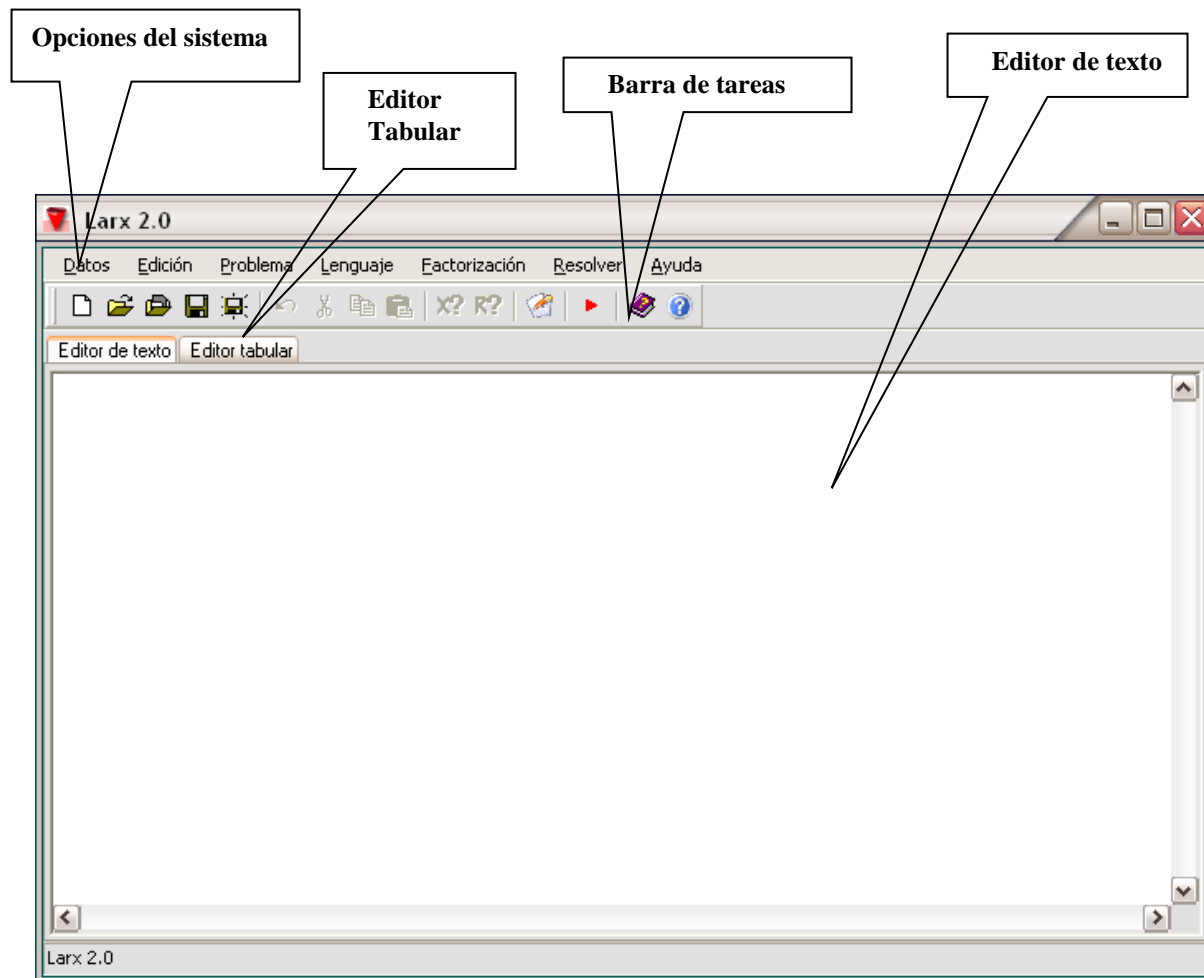 Opciones del sistema
Editor
Tabular
Barra de tareas
Editor de texto
Larx 2.0
Datos Edición Problema Lenguaje Factorización Resolver Ayuda
X? R?
Editor de texto Editor tabular
Larx 2.0